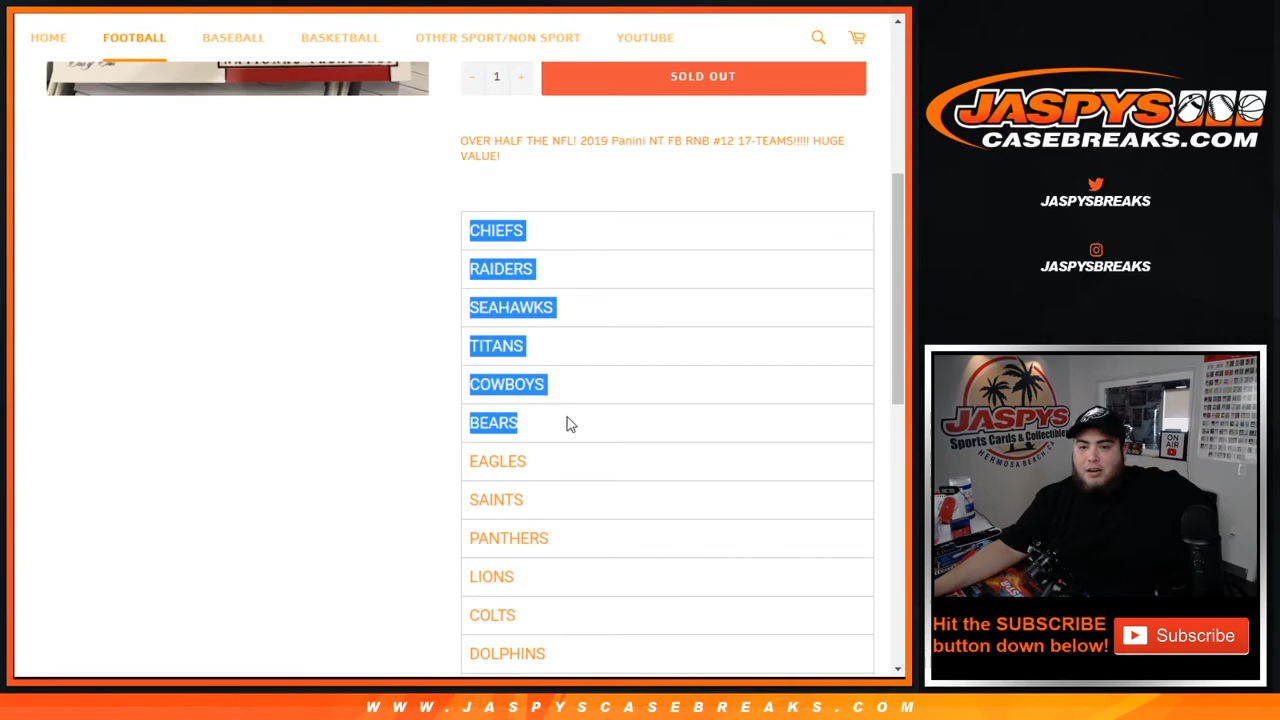 HOME FOOTBALL BASEBALL BASKETBALL OTHER SPORT/NON SPORT YOUTUBE
− 1 + SOLD OUT
OVER HALF THE NFL! 2019 Panini NT FB RNB #12 17-TEAMS!!!!! HUGE
VALUE!
CHIEFS
RAIDERS
SEAHAWKS
TITANS
COWBOYS
BEARS
EAGLES
SAINTS
PANTHERS
LIONS
COLTS
DOLPHINS
JASPYS
CASEBREAKS.COM
JASPYSBREAKS
JASPYSBREAKS
JASPYS
Sports Cards & Collectibles
HERMOSA BEACH, CA
ON
AIR
Hit the SUBSCRIBE
button down below!
Subscribe
WWW.JASPYSCASEBREAKS.COM